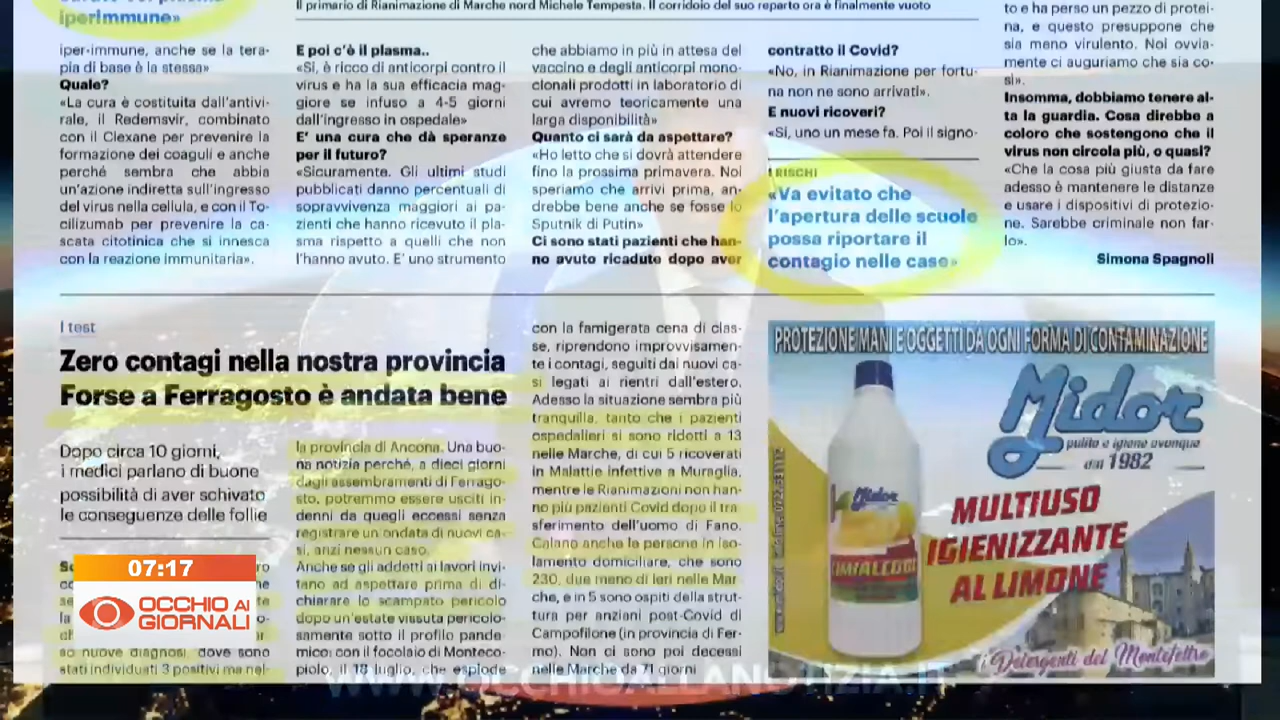 iperImmune»
Il primario di Rianimazione di Marche nord Michele Tempesta. Il corridoio del suo reparto ora è finalmente vuoto
iper-immune, anche se la tera-
pia di base è la stessa»
Quale?
«La cura è costituita dall'antivi-
rale, il Redemsvir, combinato
con il Clexane per prevenire la
formazione dei coaguli e anche
perché sembra che abbia
un'azione indiretta sull'ingresso
del virus nella cellula, e con il To-
cilizumab per prevenire la ca-
scata citotinica che si innesca
con la reazione immunitaria».
E poi c'è il plasma..
«Si, è ricco di anticorpi contro il
virus e ha la sua efficacia mag-
giore se infuso a 4-5 giorni
dall'ingresso in ospedale»
E' una cura che dà speranze
per il futuro?
«Sicuramente. Gli ultimi studi
pubblicati danno percentuali di
sopravvivenza maggiori ai pa-
zienti che hanno ricevuto il pla-
sma rispetto a quelli che non
l'hanno avuto. E' uno strumento
che abbiamo in più in attesa del
vaccino e degli anticorpi mono-
clonali prodotti in laboratorio di
cui avremo teoricamente una
larga disponibilità»
Quanto ci sarà da aspettare?
«Ho letto che si dovrà attendere
fino la prossima primavera. Noi
speriamo che arrivi prima, an-
drebbe bene anche se fosse lo
Sputnik di Putin»
Ci sono stati pazienti che han-
no avuto ricadute dopo aver
contratto il Covid?
«No, in Rianimazione per fortu-
na non ne sono arrivati».
E nuovi ricoveri?
«Si, uno un mese fa. Poi il signo-
I RISCHI
«Va evitato che
l'apertura delle scuole
possa riportare il
contagio nelle case»
to e ha perso un pezzo di protei-
na, e questo presuppone che
sia meno virulento. Noi ovvia-
mente ci auguriamo che sia co-
sì».
Insomma, dobbiamo tenere al-
ta la guardia. Cosa direbbe a
coloro che sostengono che il
virus non circola più, o quasi?
«Che la cosa più giusta da fare
adesso è mantenere le distanze
e usare i dispositivi di protezio-
ne. Sarebbe criminale non far-
lo».
Simona Spagnoli
I test
Zero contagi nella nostra provincia
Forse a Ferragosto è andata bene
Dopo circa 10 giorni,
i medici parlano di buone
possibilità di aver schivato
le conseguenze delle follie
so nuove diagnosi, dove sono
stati individuati 3 positivi ma nel-
la provincia di Ancona. Una buo-
na notizia perché, a dieci giorni
dagli assembramenti di Ferrago-
sto, potremmo essere usciti in-
denni da quegli eccessi senza
registrare un ondata di nuovi ca-
si, anzi nessun caso.
Anche se gli addetti ai lavori invi-
tano ad aspettare prima di di-
chiarare lo scampato pericolo
dopo un'estate vissuta pericolo-
samente sotto il profilo pande-
mico: con il focolaio di Monteco-
piolo, il 18 luglio, che esplode
con la famigerata cena di clas-
se, riprendono improvvisamen-
te i contagi, seguiti dai nuovi ca-
si legati ai rientri dall'estero.
Adesso la situazione sembra più
tranquilla, tanto che i pazienti
ospedalieri si sono ridotti a 13
nelle Marche, di cui 5 ricoverati
in Malattie infettive a Muraglia,
mentre le Rianimazioni non han-
no più pazienti Covid dopo il tra-
sferimento dell'uomo di Fano.
Calano anche le persone in iso-
lamento domiciliare, che sono
230, due meno di ieri nelle Mar-
che, e in 5 sono ospiti della strut-
tura per anziani post-Covid di
Campofilone (in provincia di Fer-
mo). Non ci sono poi decessi
nelle Marche da 71 giorni
PROTEZIONE MANI E OGGETTI DA OGNI FORMA DI CONTAMINAZIONE
Midor
pulito e igiene ovunque
dal 1982
MULTIUSO
IGIENIZZANTE
AL LIMONE
Midor
i Detergenti del Montefeltro
07:17
OCCHIO AI
GIORNALI
WWW.OCCHIOALLANOTIZIA.IT